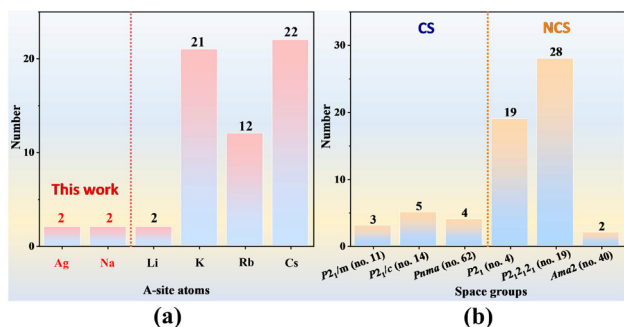 20
10
0
Number
This work
2
2
2
21
12
22
Ag
Na
Li
K
Rb
Cs
A-site atoms
(a)
30
20
10
0
Number
CS
NCS
3
5
4
19
28
2
P2₁/m (no. 11)
P2₁/c (no. 14)
Pnma (no. 62)
P2₁ (no. 4)
P2₁2₁2₁ (no. 19)
Ama2 (no. 40)
Space groups
(b)